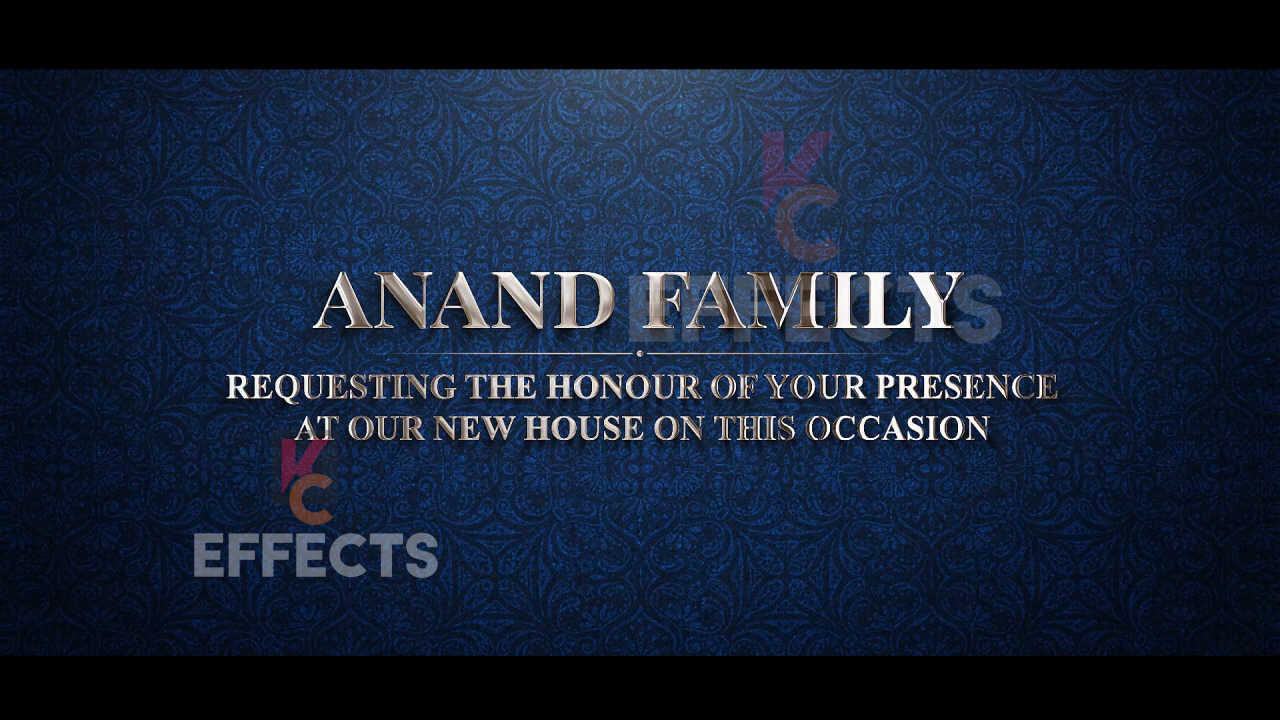 KC
EFFECTS
ANAND FAMILY
REQUESTING THE HONOUR OF YOUR PRESENCE
AT OUR NEW HOUSE ON THIS OCCASION
KC
EFFECTS